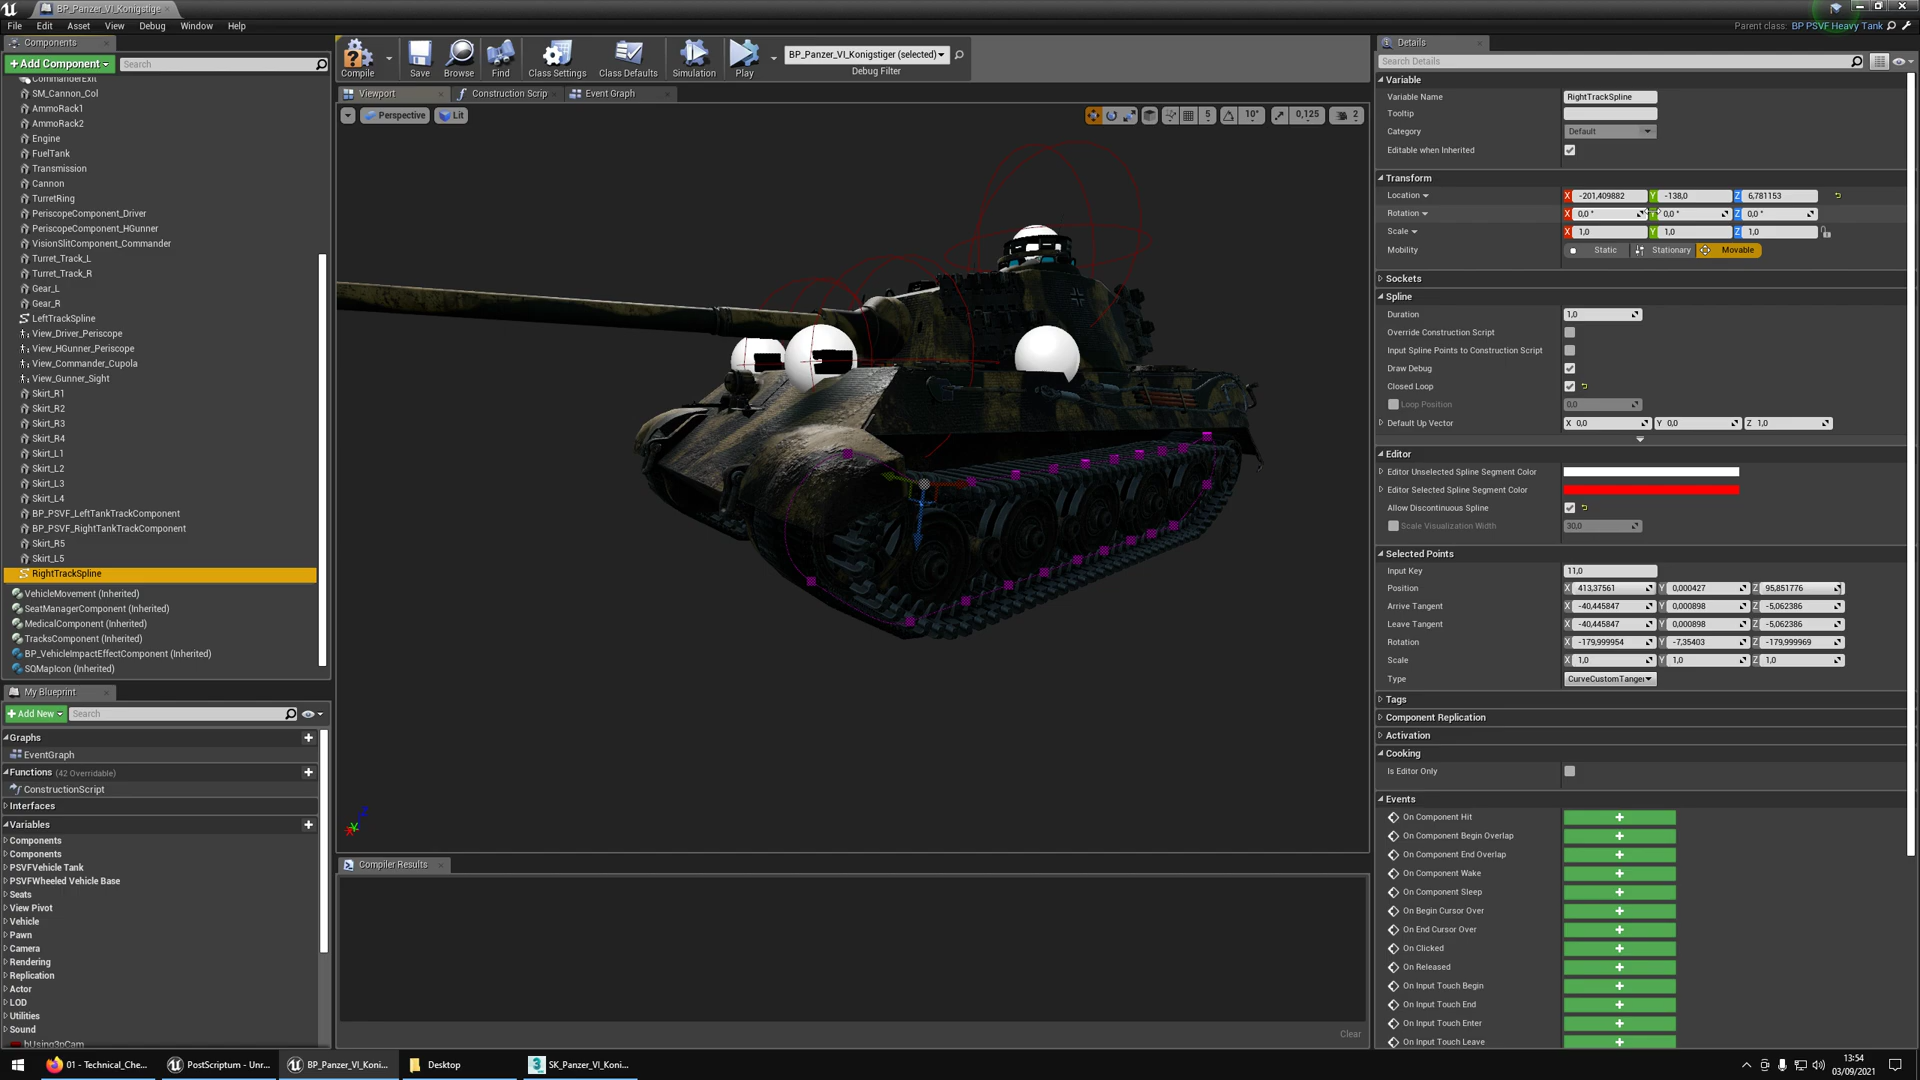 BP_Panzer_VI_Konigstige
File Edit Asset View Debug Window Help
Parent class: BP PSVF Heavy Tank
Components
+Add Component
Search
CommanderExit
SM_Cannon_Col
AmmoRack1
AmmoRack2
Engine
FuelTank
Transmission
Cannon
TurretRing
PeriscopeComponent_Driver
PeriscopeComponent_HGunner
VisionSlitComponent_Commander
Turret_Track_L
Turret_Track_R
Gear_L
Gear_R
LeftTrackSpline
View_Driver_Periscope
View_HGunner_Periscope
View_Commander_Cupola
View_Gunner_Sight
Skirt_R1
Skirt_R2
Skirt_R3
Skirt_R4
Skirt_L1
Skirt_L2
Skirt_L3
Skirt_L4
BP_PSVF_LeftTankTrackComponent
BP_PSVF_RightTankTrackComponent
Skirt_R5
Skirt_L5
RightTrackSpline
VehicleMovement (Inherited)
SeatManagerComponent (Inherited)
MedicalComponent (Inherited)
TracksComponent (Inherited)
BP_VehicleImpactEffectComponent (Inherited)
SQMapIcon (Inherited)
My Blueprint
+Add New
Search
Graphs
EventGraph
Functions (42 Overridable)
ConstructionScript
Interfaces
Variables
Components
Components
PSVFVehicle Tank
PSVFWheeled Vehicle Base
Seats
View Pivot
Vehicle
Pawn
Camera
Rendering
Replication
Actor
LOD
Utilities
Sound
bUsing3pCam
Compile Save Browse Find Class Settings Class Defaults Simulation Play
BP_Panzer_VI_Konigstiger (selected)
Debug Filter
Viewport Construction Scrip Event Graph
Perspective Lit
5 10° 0,125 2
Compiler Results
Clear
Details
Search Details
Variable
Variable Name RightTrackSpline
Tooltip
Category Default
Editable when Inherited
Transform
Location X -201,409882 Y -138,0 Z 6,781153
Rotation X 0,0 ° Y 0,0 ° Z 0,0 °
Scale X 1,0 Y 1,0 Z 1,0
Mobility Static Stationary Movable
Sockets
Spline
Duration 1,0
Override Construction Script
Input Spline Points to Construction Script
Draw Debug
Closed Loop
Loop Position 0,0
Default Up Vector X 0,0 Y 0,0 Z 1,0
Editor
Editor Unselected Spline Segment Color
Editor Selected Spline Segment Color
Allow Discontinuous Spline
Scale Visualization Width 30,0
Selected Points
Input Key 11,0
Position X 413,37561 Y 0,000427 Z 95,851776
Arrive Tangent X -40,445847 Y 0,000898 Z -5,062386
Leave Tangent X -40,445847 Y 0,000898 Z -5,062386
Rotation X -179,999954 Y -7,35403 Z -179,999969
Scale X 1,0 Y 1,0 Z 1,0
Type CurveCustomTanger
Tags
Component Replication
Activation
Cooking
Is Editor Only
Events
On Component Hit
On Component Begin Overlap
On Component End Overlap
On Component Wake
On Component Sleep
On Begin Cursor Over
On End Cursor Over
On Clicked
On Released
On Input Touch Begin
On Input Touch End
On Input Touch Enter
On Input Touch Leave
01 - Technical_Che...
PostScriptum - Unr...
BP_Panzer_VI_Koni...
Desktop
SK_Panzer_VI_Koni...
13:54
03/09/2021